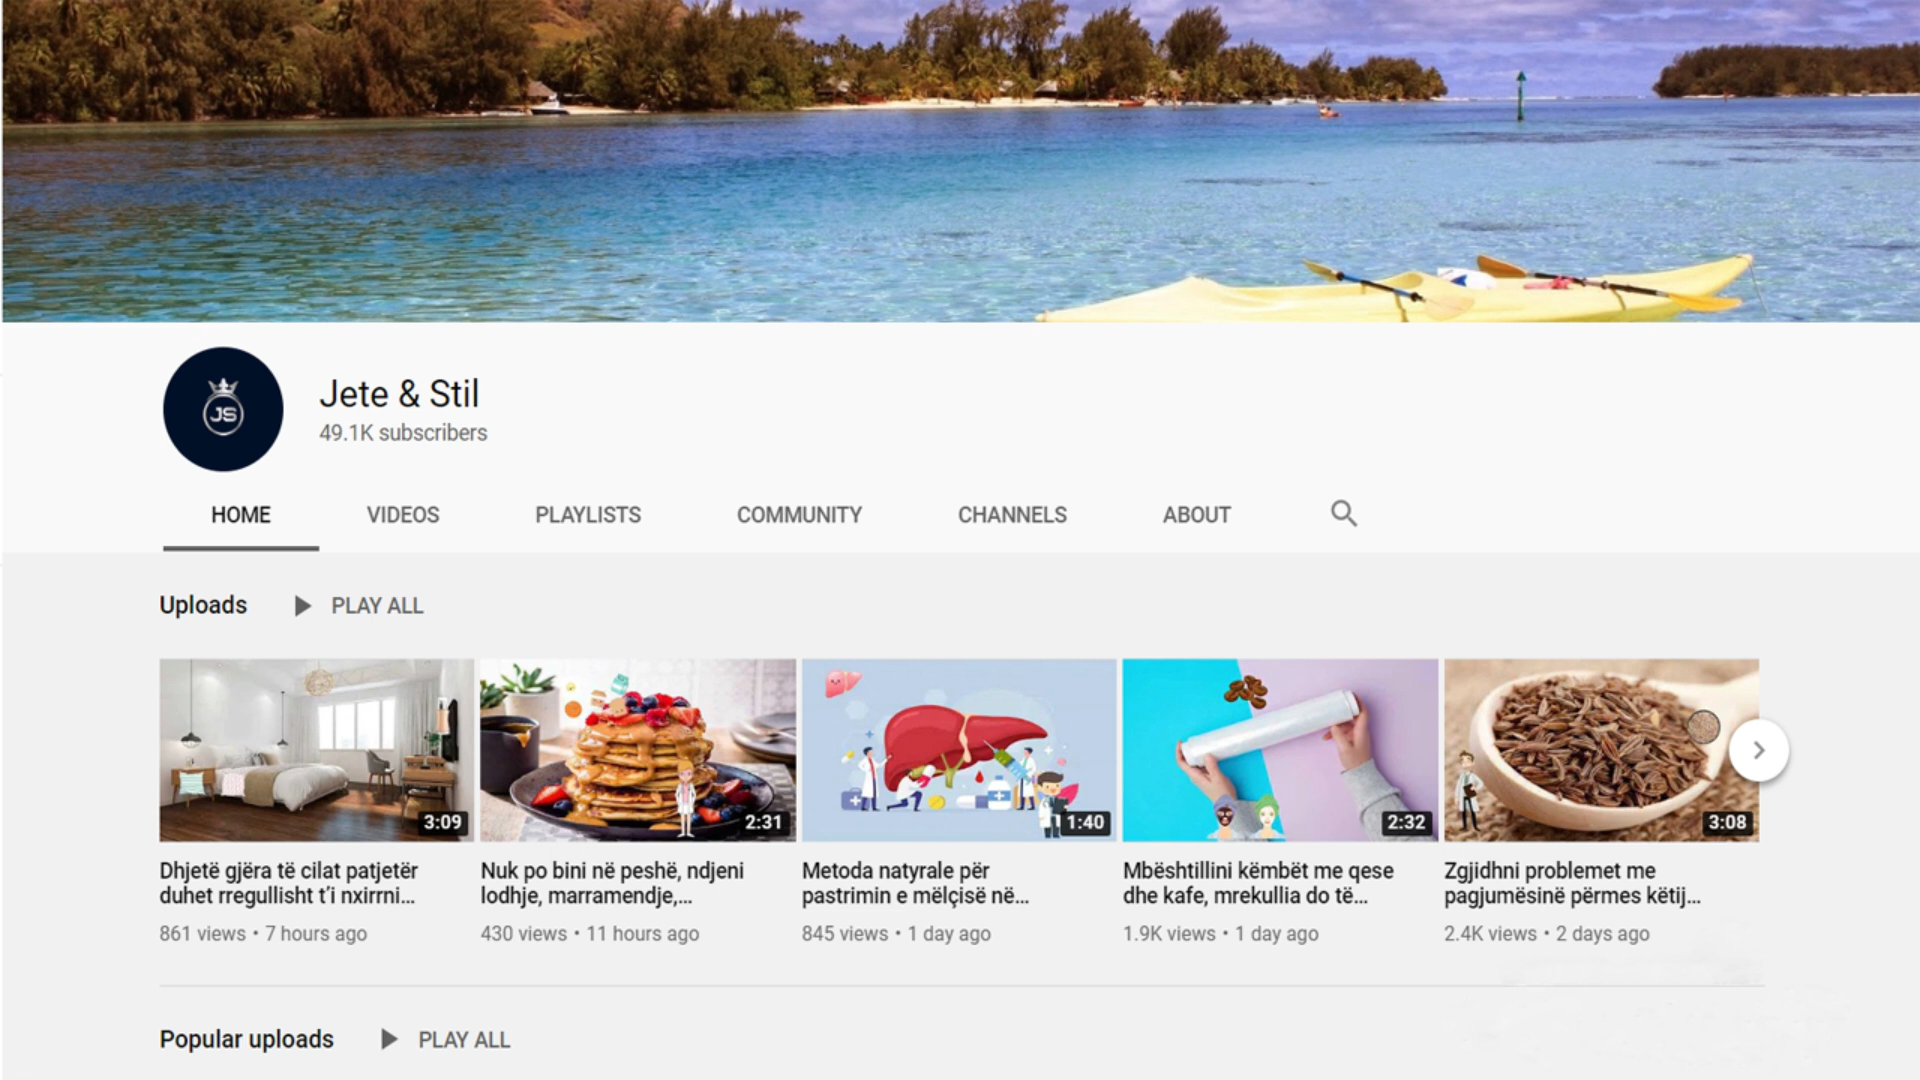 JS
Jete & Stil
49.1K subscribers
HOME VIDEOS PLAYLISTS COMMUNITY CHANNELS ABOUT
Uploads PLAY ALL
3:09 2:31 1:40 2:32 3:08
Dhjetë gjëra të cilat patjetër
duhet rregullisht t'i nxirrni...
861 views • 7 hours ago
Nuk po bini në peshë, ndjeni
lodhje, marramendje,...
430 views • 11 hours ago
Metoda natyrale për
pastrimin e mëlçisë në...
845 views • 1 day ago
Mbështillini këmbët me qese
dhe kafe, mrekullia do të...
1.9K views • 1 day ago
Zgjidhni problemet me
pagjumësinë përmes këtij...
2.4K views • 2 days ago
Popular uploads PLAY ALL